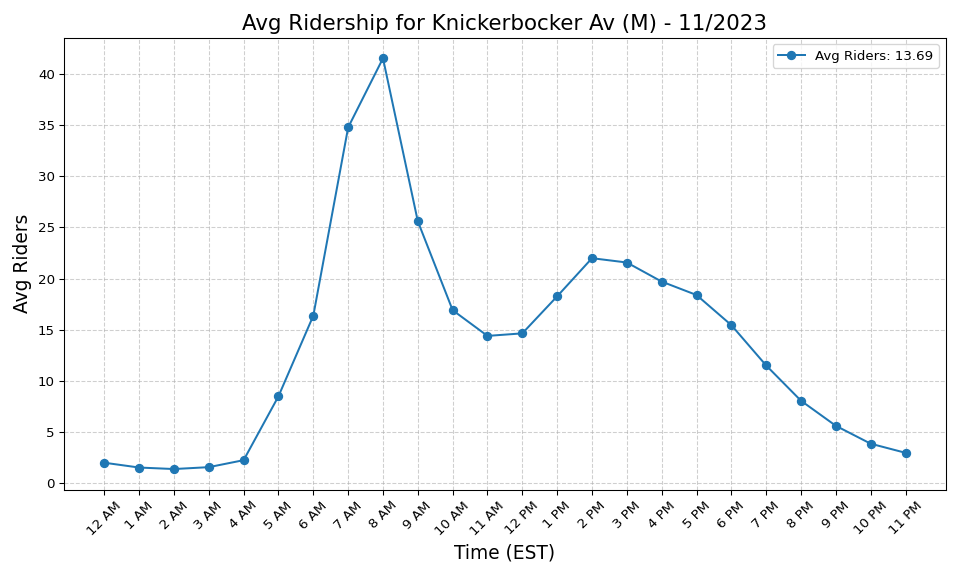 Avg Ridership for Knickerbocker Av (M) - 11/2023
Avg Riders: 13.69
Avg Riders
40
35
30
25
20
15
10
5
0
12 AM 1 AM 2 AM 3 AM 4 AM 5 AM 6 AM 7 AM 8 AM 9 AM 10 AM 11 AM 12 PM 1 PM 2 PM 3 PM 4 PM 5 PM 6 PM 7 PM 8 PM 9 PM 10 PM 11 PM
Time (EST)